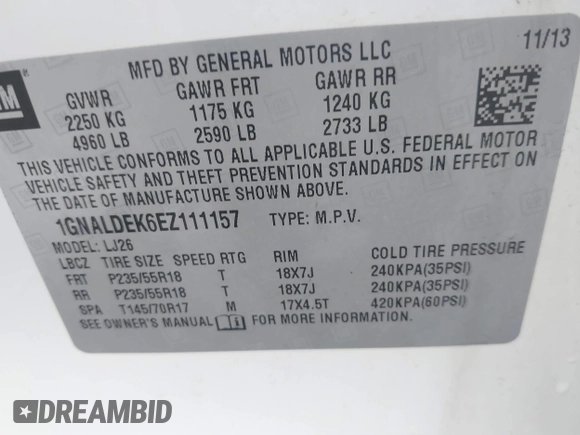 GM
MFD BY GENERAL MOTORS LLC 11/13
GVWR GAWR FRT GAWR RR
2250 KG 1175 KG 1240 KG
4960 LB 2590 LB 2733 LB
THIS VEHICLE CONFORMS TO ALL APPLICABLE U.S. FEDERAL MOTOR
VEHICLE SAFETY AND THEFT PREVENTION STANDARDS IN EFFECT ON
THE DATE OF MANUFACTURE SHOWN ABOVE.
1GNALDEK6EZ111157 TYPE: M.P.V.
MODEL: LJ26
LBCZ TIRE SIZE SPEED RTG RIM COLD TIRE PRESSURE
FRT P235/55R18 T 18X7J 240KPA(35PSI)
RR P235/55R18 T 18X7J 240KPA(35PSI)
SPA T145/70R17 M 17X4.5T 420KPA(60PSI)
SEE OWNER'S MANUAL FOR MORE INFORMATION.
DREAMBID